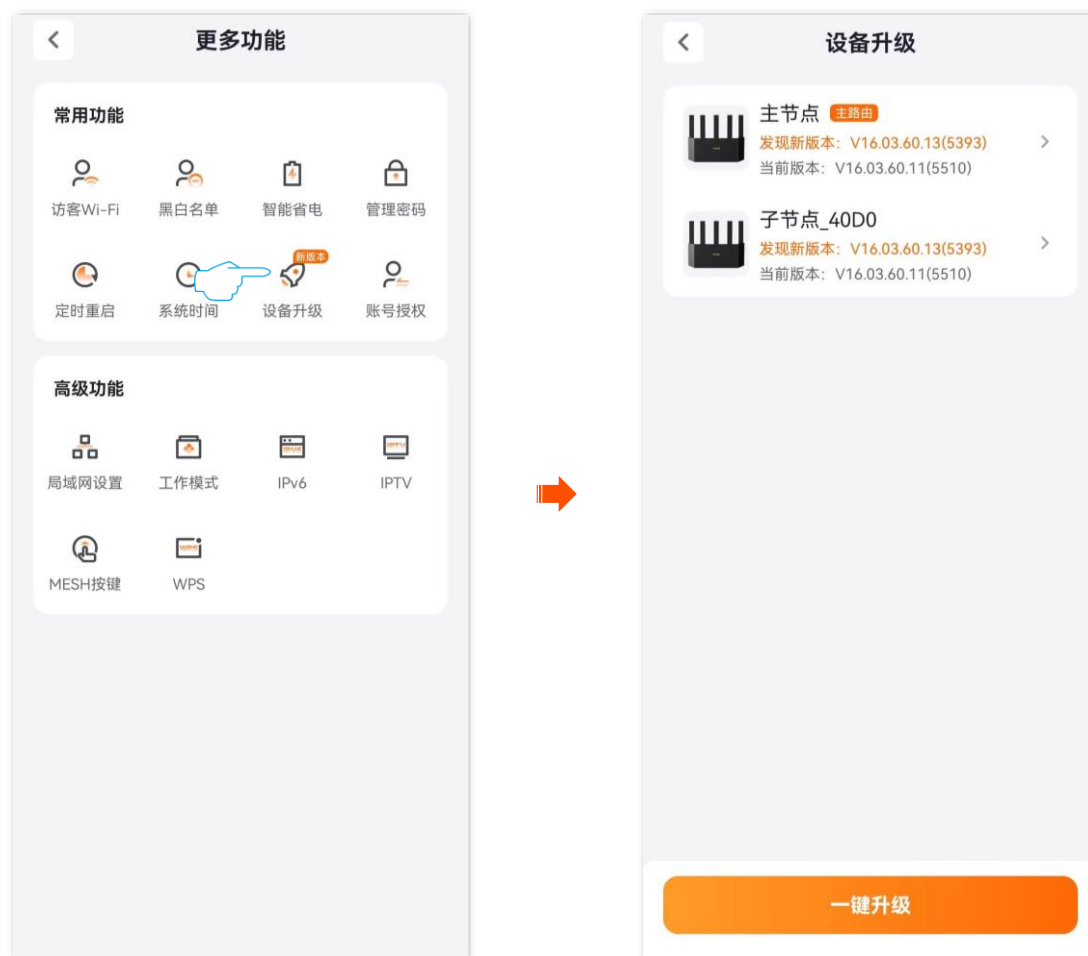 更多功能
常用功能
访客Wi-Fi
黑白名单
智能省电
管理密码
新版本
定时重启
系统时间
设备升级
账号授权
高级功能
局域网设置
工作模式
IPv6
IPTV
IPTV
MESH按键
WPS
设备升级
主节点 主路由
发现新版本：V16.03.60.13(5393)
当前版本：V16.03.60.11(5510)
子节点_40D0
发现新版本：V16.03.60.13(5393)
当前版本：V16.03.60.11(5510)
一键升级